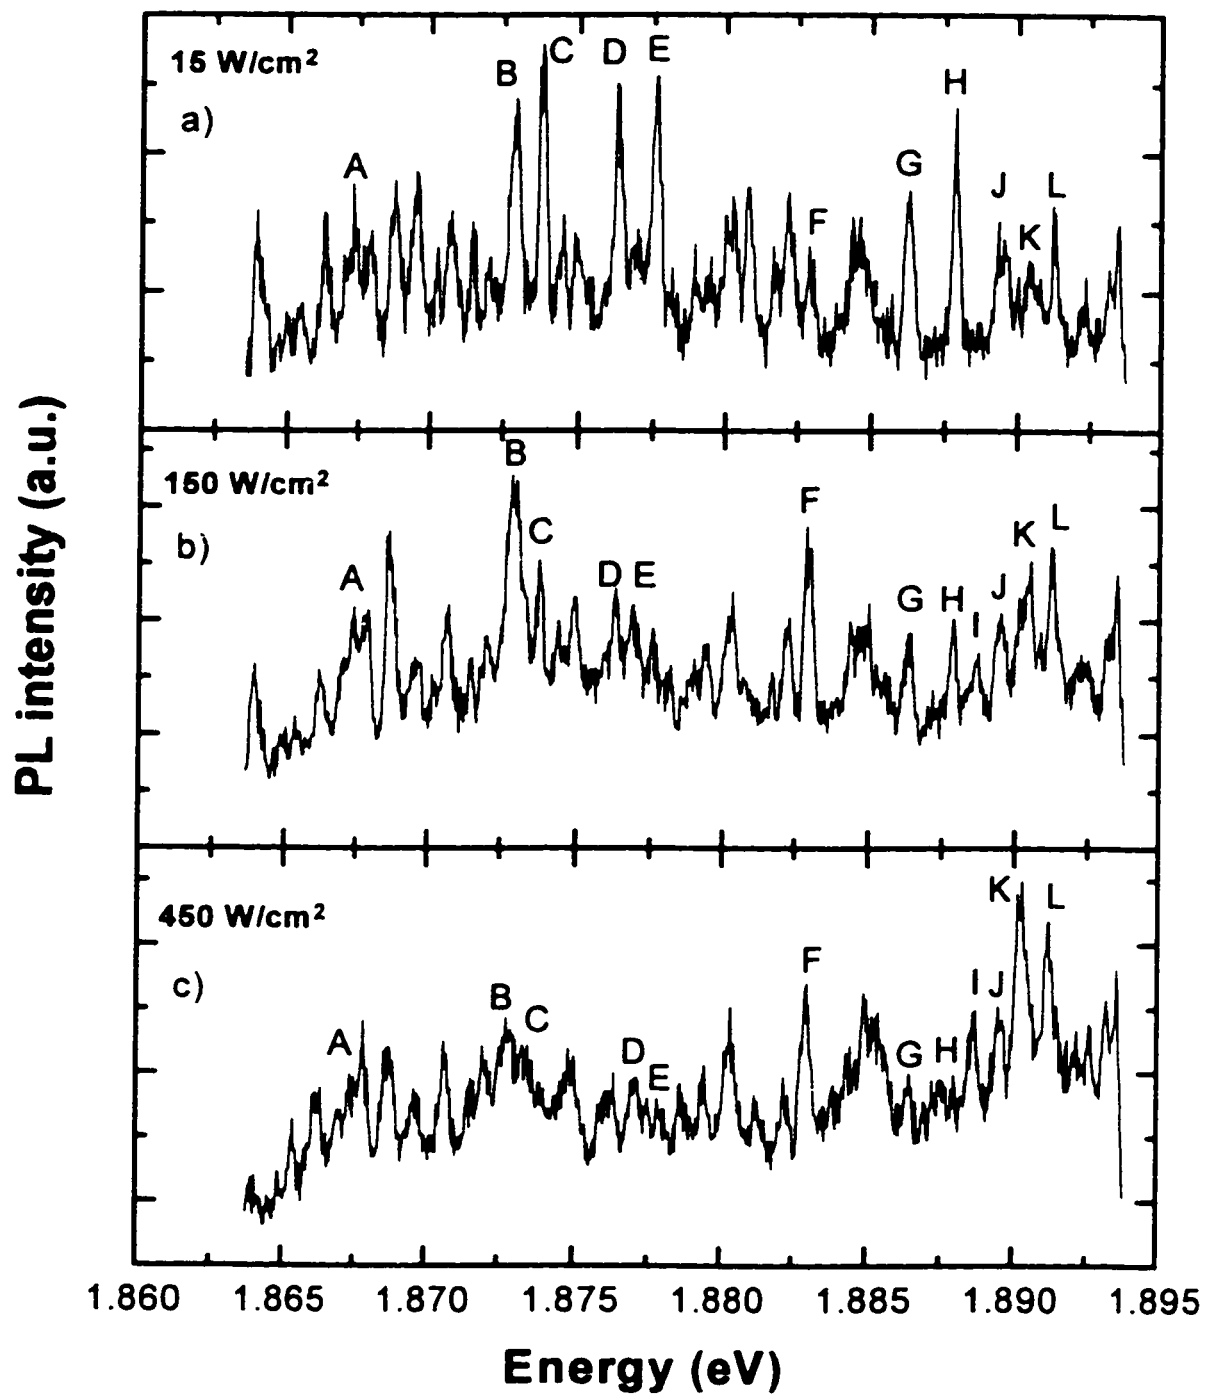 15 W/cm²
a)
A
B
C
D
E
F
G
H
J
K
L
150 W/cm²
b)
A
B
C
D
E
F
G
H
I
J
K
L
450 W/cm²
c)
A
B
C
D
E
F
G
H
I
J
K
L
PL intensity (a.u.)
1.860 1.865 1.870 1.875 1.880 1.885 1.890 1.895
Energy (eV)